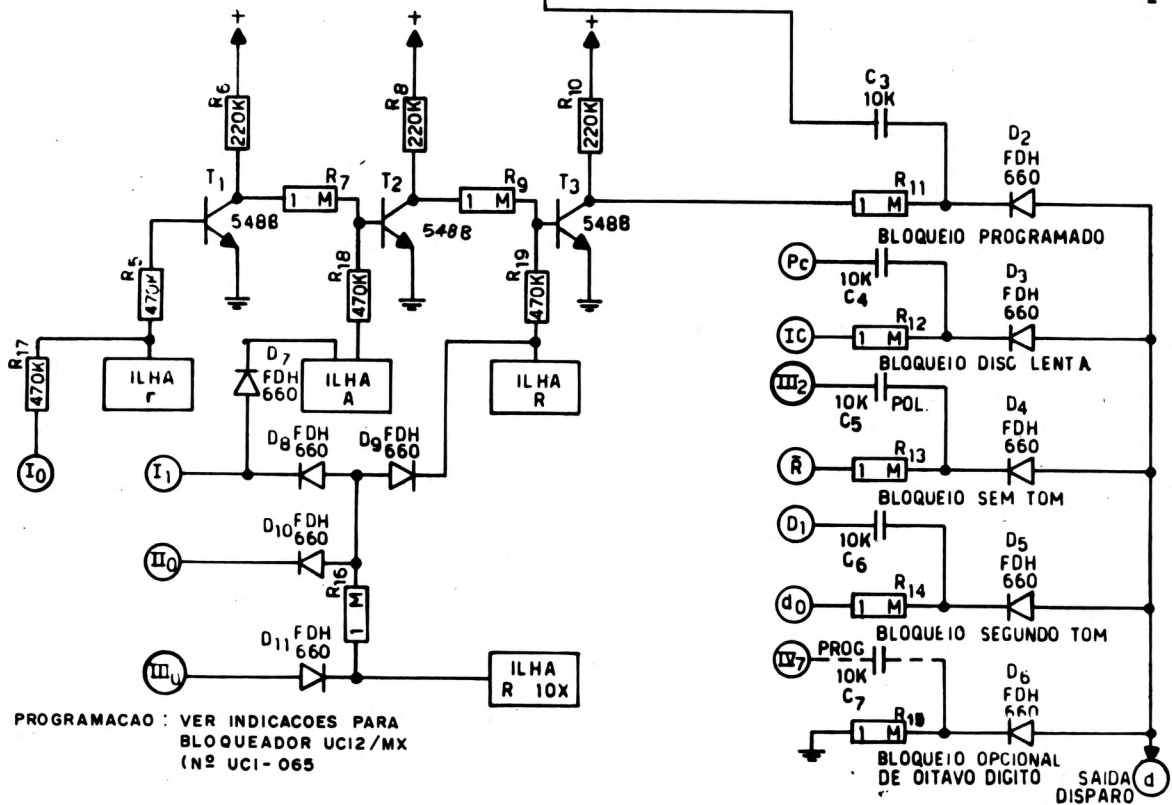 +
+
+
R6
220K
R8
220K
R10
220K
C3
10K
D2
FDH
660
T1
548B
R7
1 M
T2
548B
R9
1 M
T3
548B
R11
1 M
BLOQUEIO PROGRAMADO
R5
470K
R18
470K
R19
470K
Pc
10K
C4
D3
FDH
660
R17
470K
IC
R12
1 M
BLOQUEIO DISC LENTA
ILHA
r
D7
FDH
660
ILHA
A
ILHA
R
III2
10K
C5
POL.
D4
FDH
660
I0
I1
D8 FDH
660
D9 FDH
660
R̄
R13
1 M
BLOQUEIO SEM TOM
D10 FDH
660
II0
R16
1 M
D1
10K
C6
D5
FDH
660
d0
R14
1 M
BLOQUEIO SEGUNDO TOM
D11 FDH
660
III0
ILHA
R 10X
IV7
PROG
10K
C7
D6
FDH
660
R15
1 M
BLOQUEIO OPCIONAL
DE OITAVO DIGITO
SAIDA
DISPARO
d
PROGRAMACAO : VER INDICACOES PARA
BLOQUEADOR UCI2/MX
(Nº UCI-065